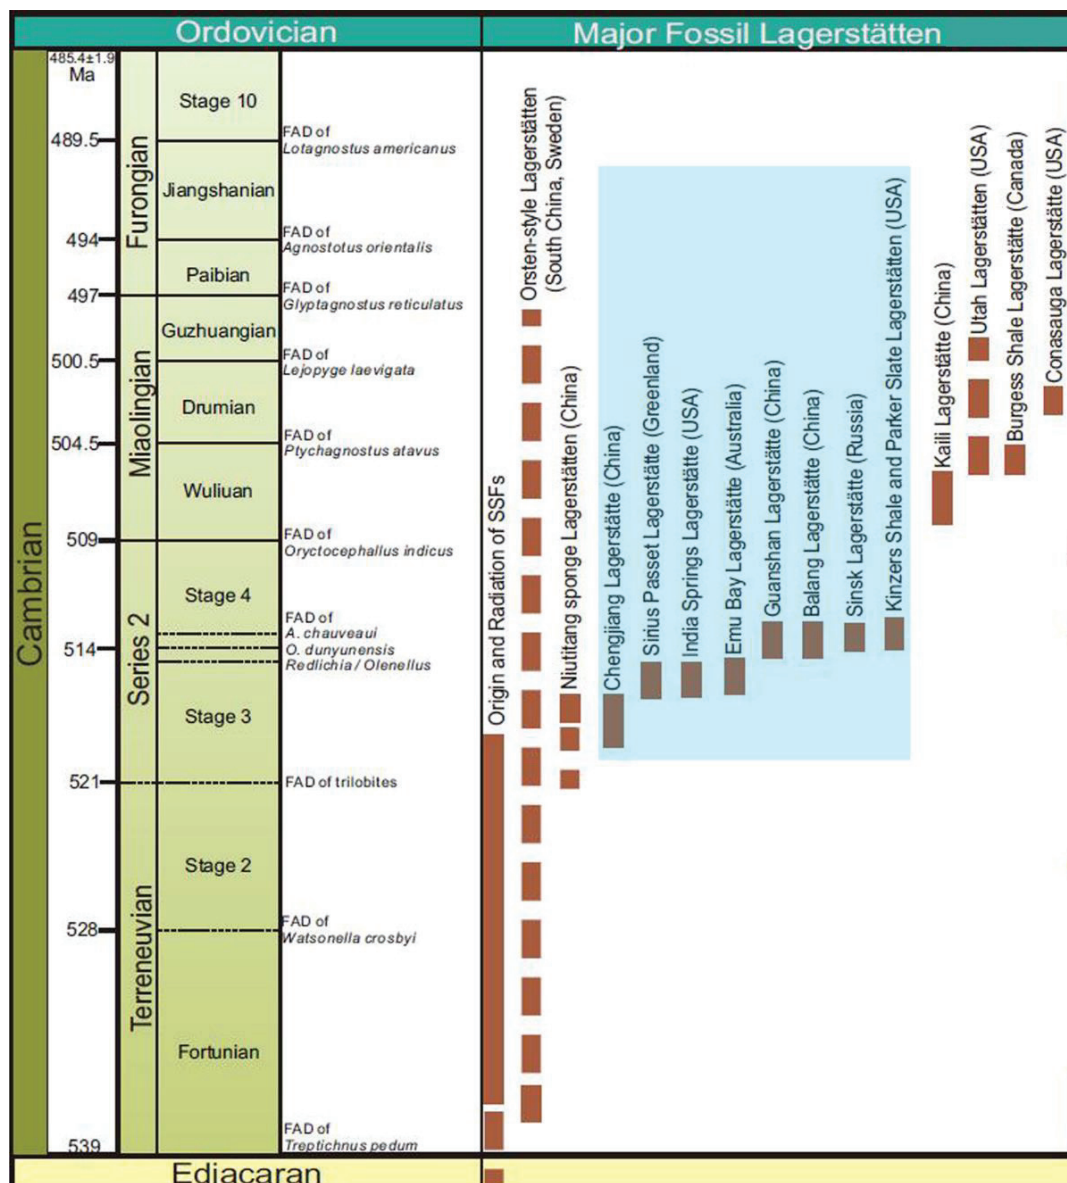 Ordovician
Major Fossil Lagerstätten
485.4±1.9
Ma
489.5
494
497
500.5
504.5
509
514
521
528
539
Cambrian
Furongian
Miaolingian
Series 2
Terreneuvian
Stage 10
Jiangshanian
Paibian
Guzhuangian
Drumian
Wuliuan
Stage 4
Stage 3
Stage 2
Fortunian
FAD of
Lotagnostus americanus
FAD of
Agnostotus orientalis
FAD of
Glyptagnostus reticulatus
FAD of
Lejopyge laevigata
FAD of
Ptychagnostus atavus
FAD of
Oryctocephallus indicus
FAD of
A. chauveaui
O. dunyunensis
Redlichia / Olenellus
FAD of trilobites
FAD of
Watsonella crosbyi
FAD of
Treptichnus pedum
Origin and Radiation of SSFs
Orsten-style Lagerstätten
(South China, Sweden)
Niutitang sponge Lagerstätten (China)
Chengjiang Lagerstätte (China)
Sirius Passet Lagerstätte (Greenland)
India Springs Lagerstätte (USA)
Emu Bay Lagerstätte (Australia)
Guanshan Lagerstätte (China)
Balang Lagerstätte (China)
Sinsk Lagerstätte (Russia)
Kinzers Shale and Parker Slate Lagerstätten (USA)
Kaili Lagerstätte (China)
Utah Lagerstätten (USA)
Burgess Shale Lagerstätte (Canada)
Conasauga Lagerstätte (USA)
Ediacaran